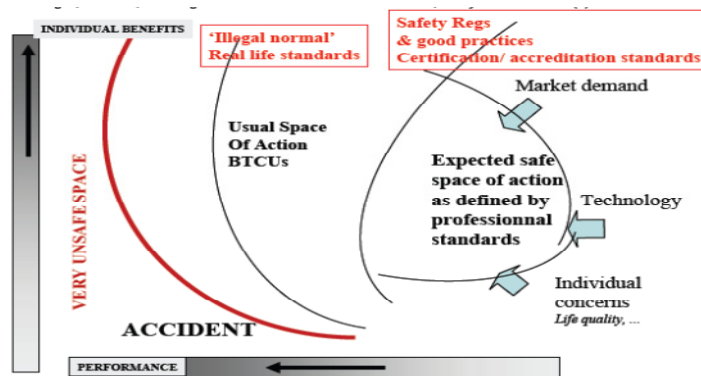 INDIVIDUAL BENEFITS
'Illegal normal'
Real life standards
Safety Regs
& good practices
Certification/ accreditation standards
Market demand
Usual Space
Of Action
BTCUs
Expected safe
space of action
as defined by
professionnal
standards
Technology
VERY UNSAFE SPACE
Individual
concerns
Life quality, ...
ACCIDENT
PERFORMANCE